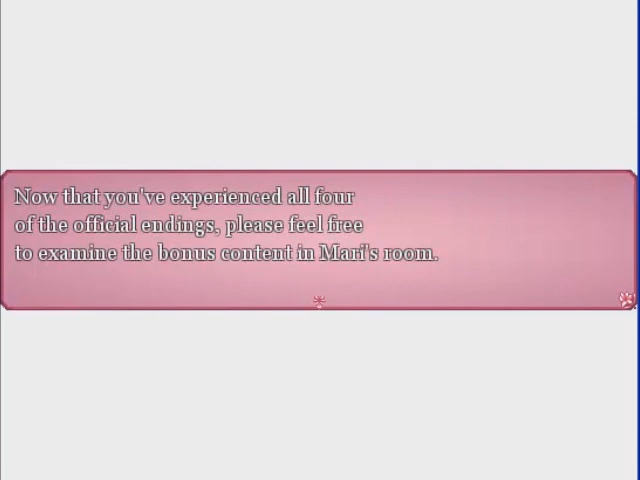 Now that you've experienced all four
of the official endings, please feel free
to examine the bonus content in Mari's room.